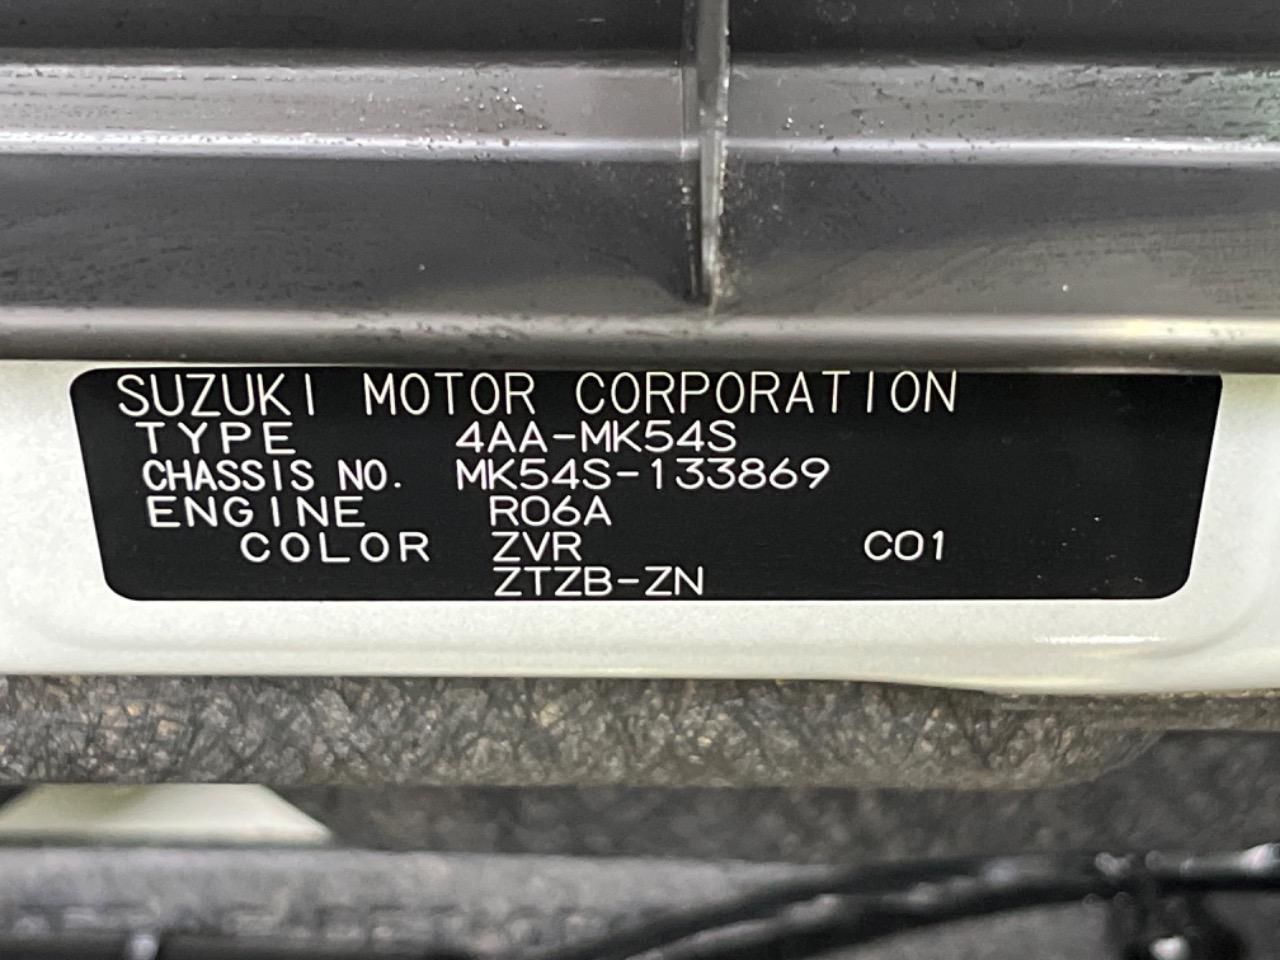 SUZUKI MOTOR CORPORATION
TYPE 4AA-MK54S
CHASSIS NO. MK54S-133869
ENGINE R06A
COLOR ZVR C01
ZTZB-ZN